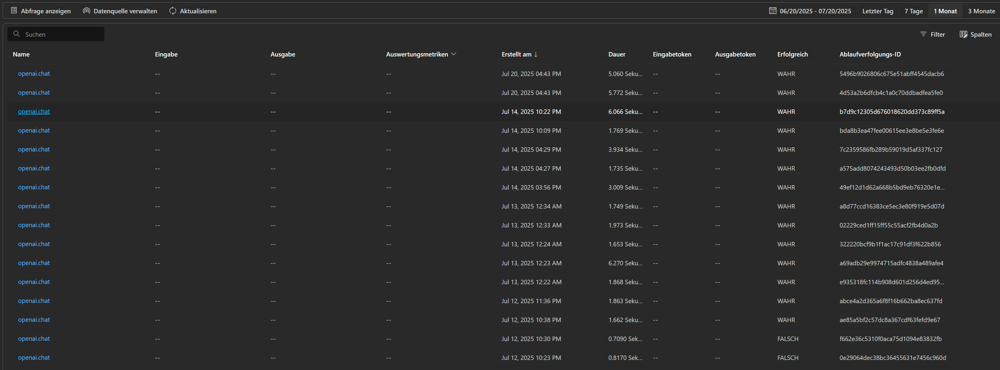 Abfrage anzeigen Datenquelle verwalten Aktualisieren 06/20/2025 - 07/20/2025 Letzter Tag 7 Tage 1 Monat 3 Monate
Suchen Filter Spalten
Name Eingabe Ausgabe Auswertungsmetriken Erstellt am ↓ Dauer Eingabetoken Ausgabetoken Erfolgreich Ablaufverfolgungs-ID
openai.chat -- -- -- Jul 20, 2025 04:43 PM 5.060 Seku... -- -- WAHR 5496b9026806c675e51abff4545dacb6
openai.chat -- -- -- Jul 20, 2025 04:43 PM 5.772 Seku... -- -- WAHR 4d53a2b6dfcb4c1a0c70ddbadfea5fe0
openai.chat -- -- -- Jul 14, 2025 10:22 PM 6.066 Seku... -- -- WAHR b7d9c12305d676018620dd373c89ff5a
openai.chat -- -- -- Jul 14, 2025 10:09 PM 1.769 Seku... -- -- WAHR bda8b3ea47fee00615ee3e8be5e3fe6e
openai.chat -- -- -- Jul 14, 2025 04:29 PM 3.934 Seku... -- -- WAHR 7c2359586fb289b59019d5af337fc127
openai.chat -- -- -- Jul 14, 2025 04:27 PM 1.735 Seku... -- -- WAHR a575add8074243493d50b03ee2fb0dfd
openai.chat -- -- -- Jul 14, 2025 03:56 PM 3.009 Seku... -- -- WAHR 49ef12d1d62a668b5bd9eb76320e1e...
openai.chat -- -- -- Jul 13, 2025 12:34 AM 1.749 Seku... -- -- WAHR a8d77ccd16383ce5ec3e80f919e5d07d
openai.chat -- -- -- Jul 13, 2025 12:33 AM 1.973 Seku... -- -- WAHR 02229ced1ff15ff55c55acf2fb4d0a2b
openai.chat -- -- -- Jul 13, 2025 12:24 AM 1.653 Seku... -- -- WAHR 322220bcf9b1f1ac17c91df3f622b856
openai.chat -- -- -- Jul 13, 2025 12:23 AM 6.270 Seku... -- -- WAHR a69adb29e9974715adfc4838a489afe4
openai.chat -- -- -- Jul 13, 2025 12:22 AM 1.868 Seku... -- -- WAHR e935318fc114b908d601d256d4ed95...
openai.chat -- -- -- Jul 12, 2025 11:36 PM 1.863 Seku... -- -- WAHR abce4a2d365a6f8f16b662ba8ec637fd
openai.chat -- -- -- Jul 12, 2025 10:38 PM 1.662 Seku... -- -- WAHR ae85a5bf2c57dc8a367cdf63fefd9e67
openai.chat -- -- -- Jul 12, 2025 10:30 PM 0.7090 Sek... -- -- FALSCH f662e36c5310f0aca75d1094e83832fb
openai.chat -- -- -- Jul 12, 2025 10:23 PM 0.8170 Sek... -- -- FALSCH 0e29064dec38bc36455631e7456c960d